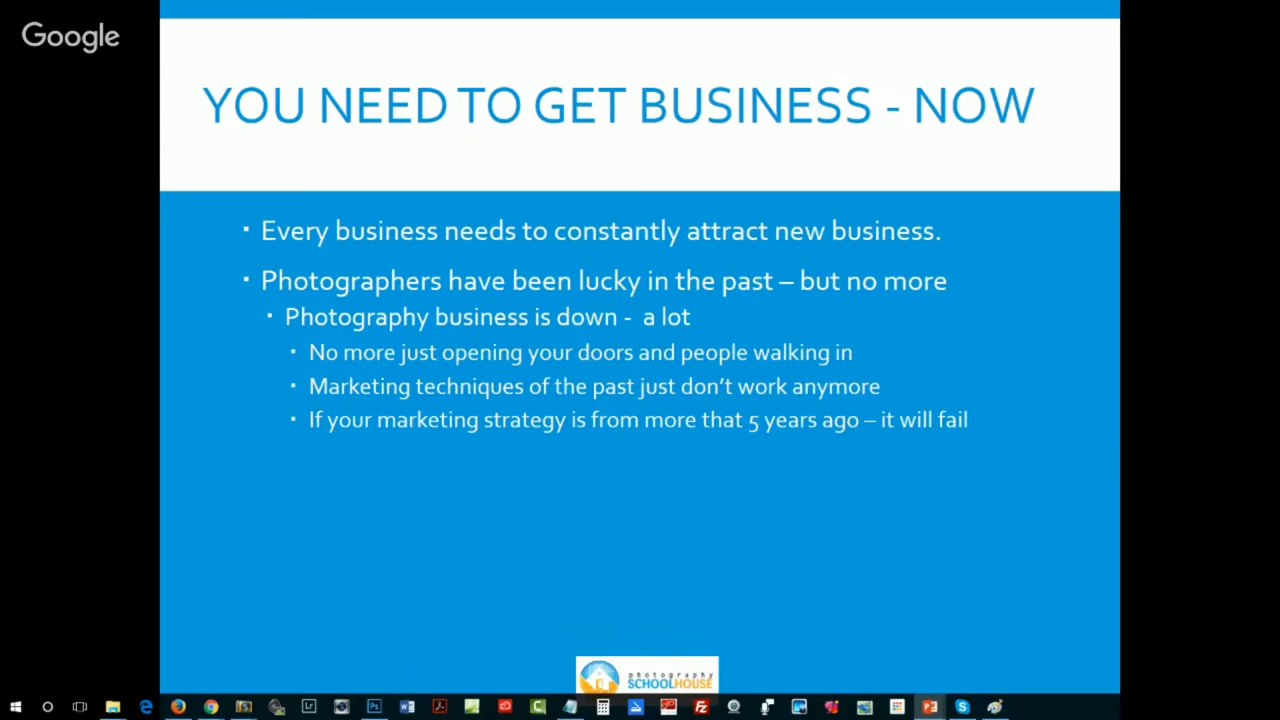 Google
YOU NEED TO GET BUSINESS - NOW
▪ Every business needs to constantly attract new business.
▪ Photographers have been lucky in the past – but no more
▪ Photography business is down - a lot
▪ No more just opening your doors and people walking in
▪ Marketing techniques of the past just don't work anymore
▪ If your marketing strategy is from more that 5 years ago – it will fail
photography
SCHOOLHOUSE
Lr
Ps